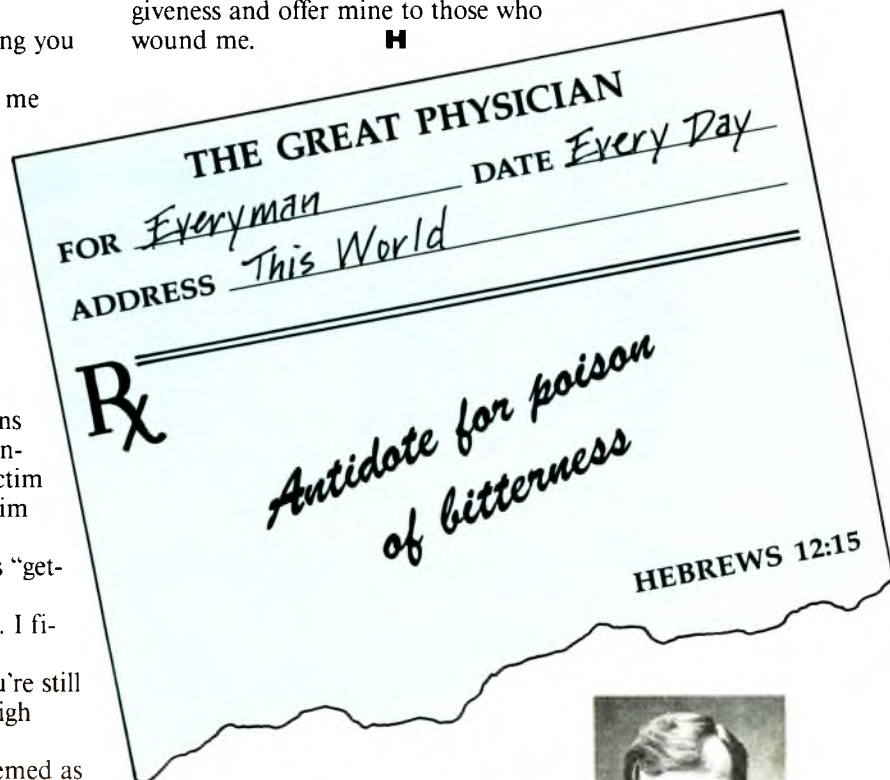 ng you
me
ns
n-
ctim
im
s “get-
. I fi-
u're still
igh
emed as
giveness and offer mine to those who
wound me. H
THE GREAT PHYSICIAN
FOR Everyman DATE Every Day
ADDRESS This World
Rx
Antidote for poison
of bitterness
HEBREWS 12:15